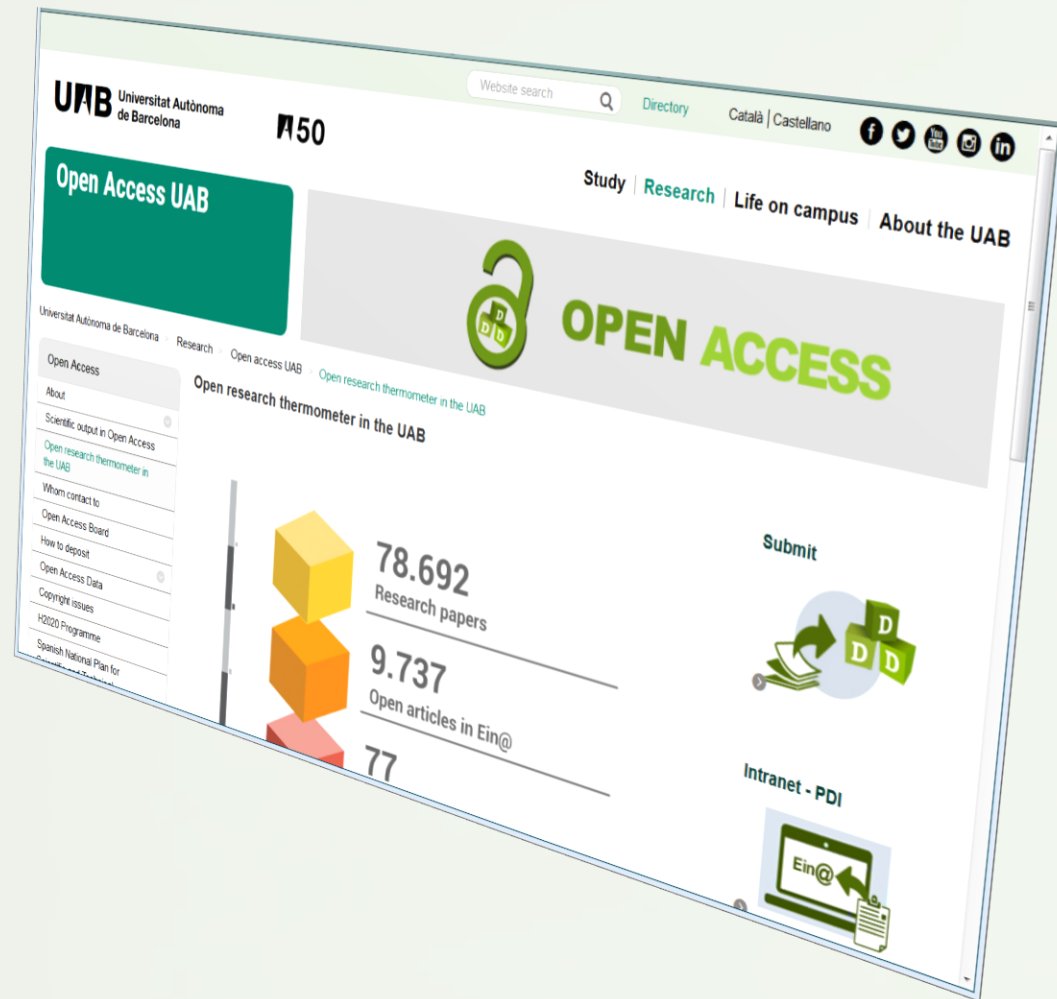 Website search
Directory
Català | Castellano
UAB Universitat Autònoma
de Barcelona
A50
Study | Research | Life on campus | About the UAB
Open Access UAB
OPEN ACCESS
D
D D
Universitat Autònoma de Barcelona
Research
Open access UAB
Open research thermometer in the UAB
Open Access
About
Scientific output in Open Access
Open research thermometer in
the UAB
Whom contact to
Open Access Board
How to deposit
Open Access Data
Copyright issues
H2020 Programme
Spanish National Plan for
Open research thermometer in the UAB
78.692
Research papers
9.737
Open articles in Ein@
77
Submit
D
D D
Intranet - PDI
Ein@